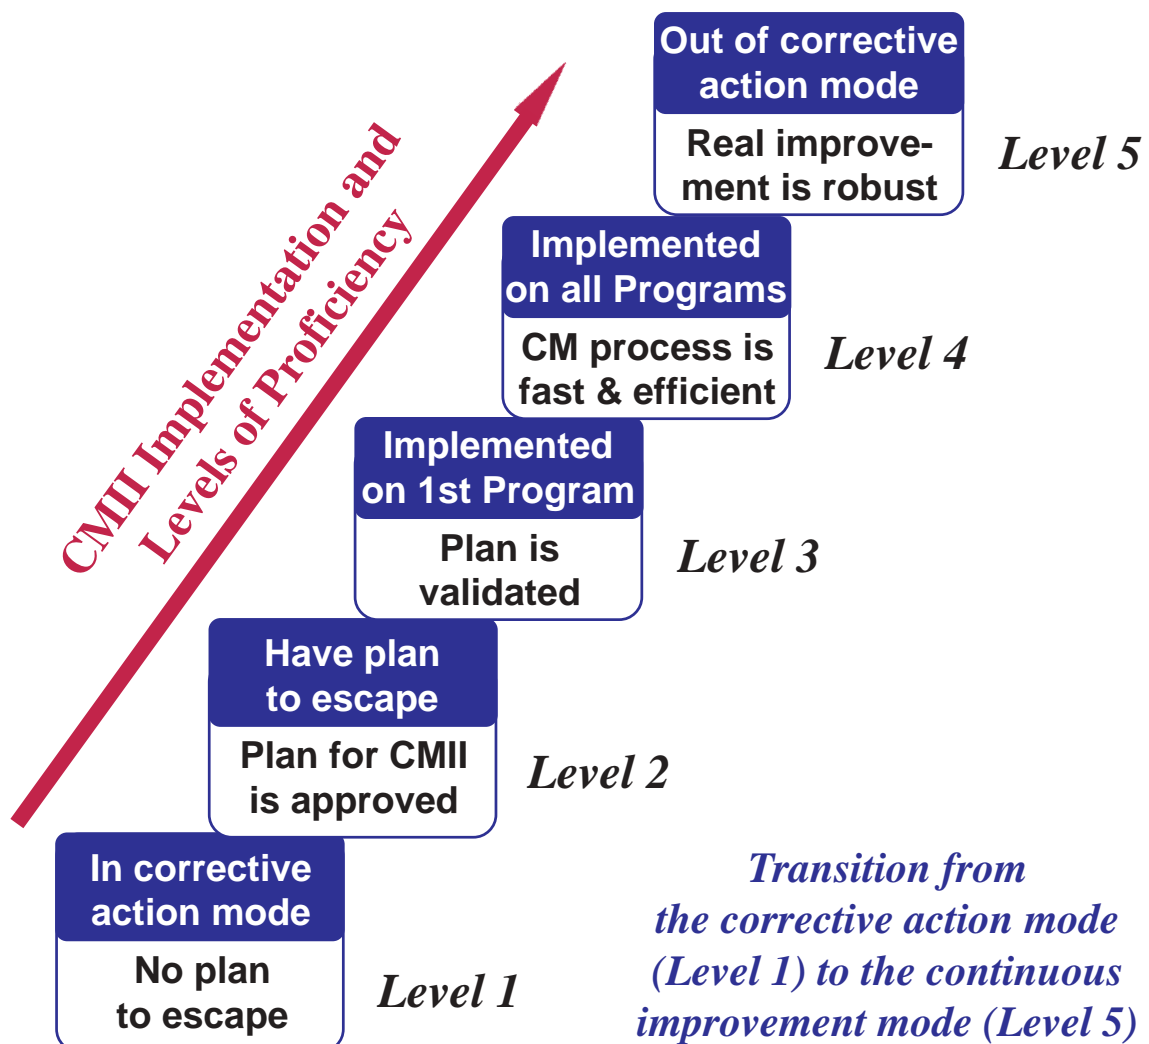 Out of corrective
action mode
Real improve-
ment is robust
Level 5
CMII Implementation and
Levels of Proficiency
Implemented
on all Programs
CM process is
fast & efficient
Level 4
Implemented
on 1st Program
Plan is
validated
Level 3
Have plan
to escape
Plan for CMII
is approved
Level 2
In corrective
action mode
No plan
to escape
Level 1
Transition from
the corrective action mode
(Level 1) to the continuous
improvement mode (Level 5)